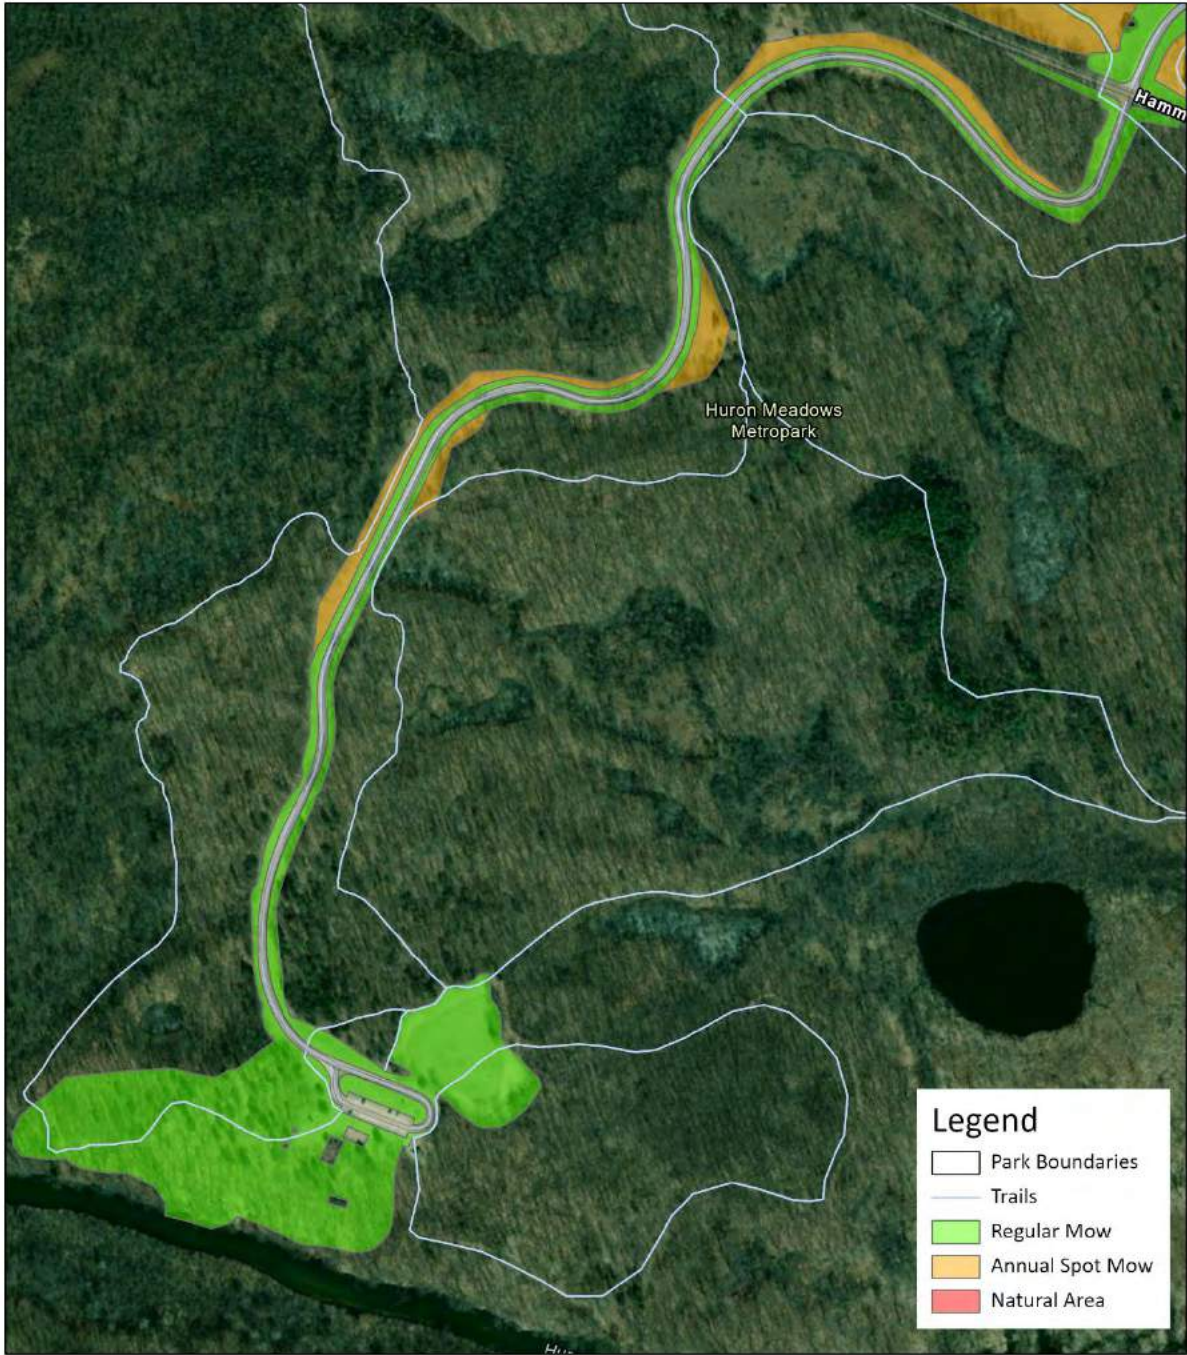 Hamm
Huron Meadows
Metropark
Legend
Park Boundaries
Trails
Regular Mow
Annual Spot Mow
Natural Area